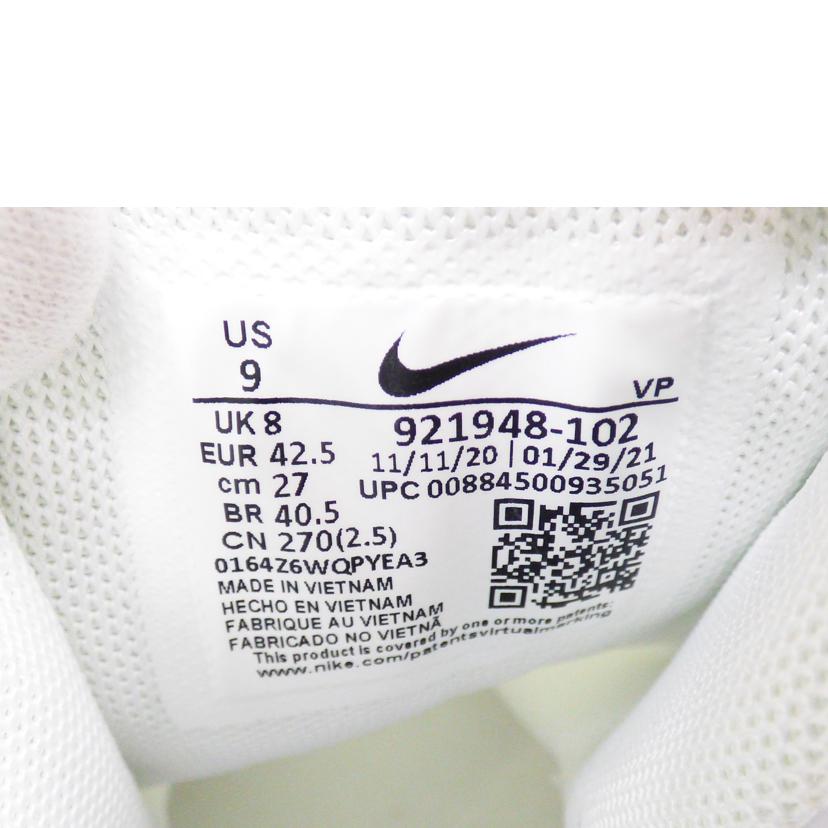 US
9
VP
UK 8
921948-102
EUR 42.5
11/11/20 | 01/29/21
cm 27
UPC 00884500935051
BR 40.5
CN 270(2.5)
0164Z6WQPYEA3
MADE IN VIETNAM
HECHO EN VIETNAM
FABRIQUE AU VIETNAM
FABRICADO NO VIETNÃ
This product is covered by one or more patents:
www.nike.com/patentsvirtualmarking